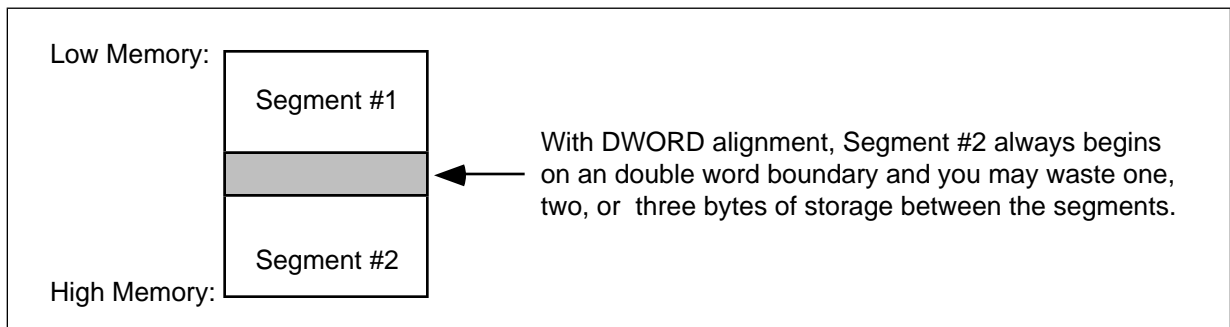 Low Memory:
Segment #1
With DWORD alignment, Segment #2 always begins
on an double word boundary and you may waste one,
two, or  three bytes of storage between the segments.
Segment #2
High Memory: